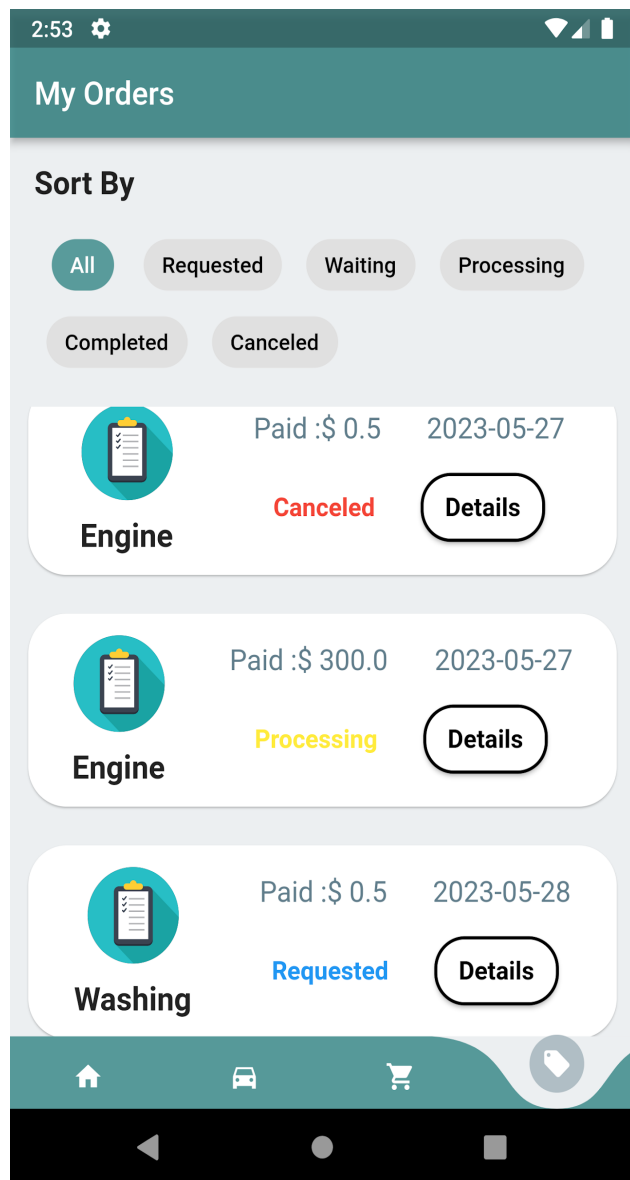 2:53
My Orders
Sort By
All Requested Waiting Processing
Completed Canceled
Paid :$ 0.5 2023-05-27
Canceled Details
Engine
Paid :$ 300.0 2023-05-27
Processing Details
Engine
Paid :$ 0.5 2023-05-28
Requested Details
Washing